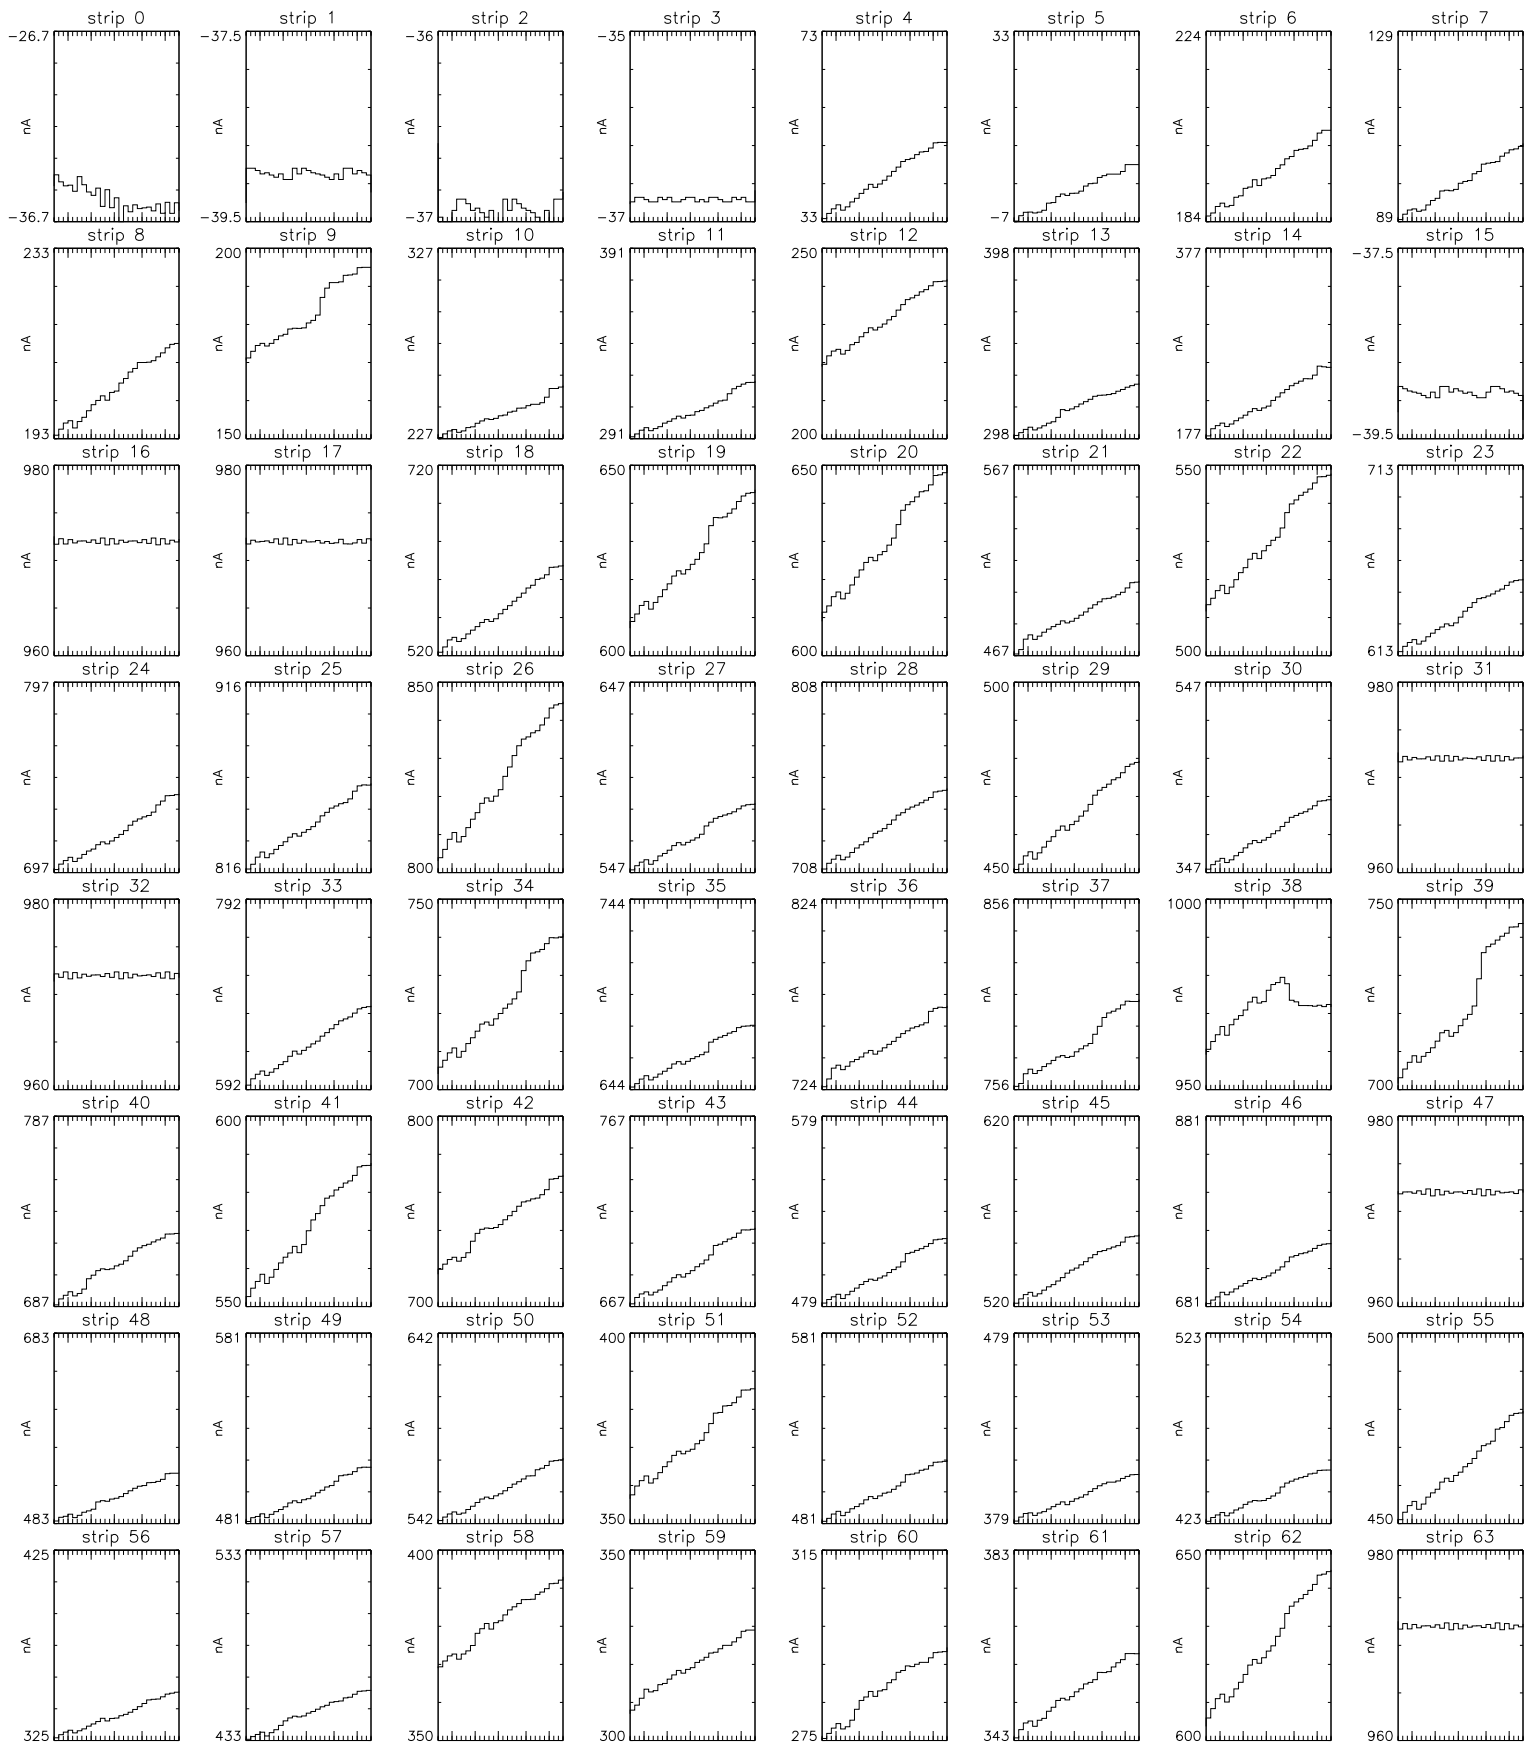 strip 0 strip 1 strip 2 strip 3 strip 4 strip 5 strip 6 strip 7
−26.7 −37.5 −36 −35 73 33 224 129
nA nA nA nA nA nA nA nA
−36.7 −39.5 −37 −37 33 −7 184 89
strip 8 strip 9 strip 10 strip 11 strip 12 strip 13 strip 14 strip 15
233 200 327 391 250 398 377 −37.5
nA nA nA nA nA nA nA nA
193 150 227 291 200 298 177 −39.5
strip 16 strip 17 strip 18 strip 19 strip 20 strip 21 strip 22 strip 23
980 980 720 650 650 567 550 713
nA nA nA nA nA nA nA nA
960 960 520 600 600 467 500 613
strip 24 strip 25 strip 26 strip 27 strip 28 strip 29 strip 30 strip 31
797 916 850 647 808 500 547 980
nA nA nA nA nA nA nA nA
697 816 800 547 708 450 347 960
strip 32 strip 33 strip 34 strip 35 strip 36 strip 37 strip 38 strip 39
980 792 750 744 824 856 1000 750
nA nA nA nA nA nA nA nA
960 592 700 644 724 756 950 700
strip 40 strip 41 strip 42 strip 43 strip 44 strip 45 strip 46 strip 47
787 600 800 767 579 620 881 980
nA nA nA nA nA nA nA nA
687 550 700 667 479 520 681 960
strip 48 strip 49 strip 50 strip 51 strip 52 strip 53 strip 54 strip 55
683 581 642 400 581 479 523 500
nA nA nA nA nA nA nA nA
483 481 542 350 481 379 423 450
strip 56 strip 57 strip 58 strip 59 strip 60 strip 61 strip 62 strip 63
425 533 400 350 315 383 650 980
nA nA nA nA nA nA nA nA
325 433 350 300 275 343 600 960